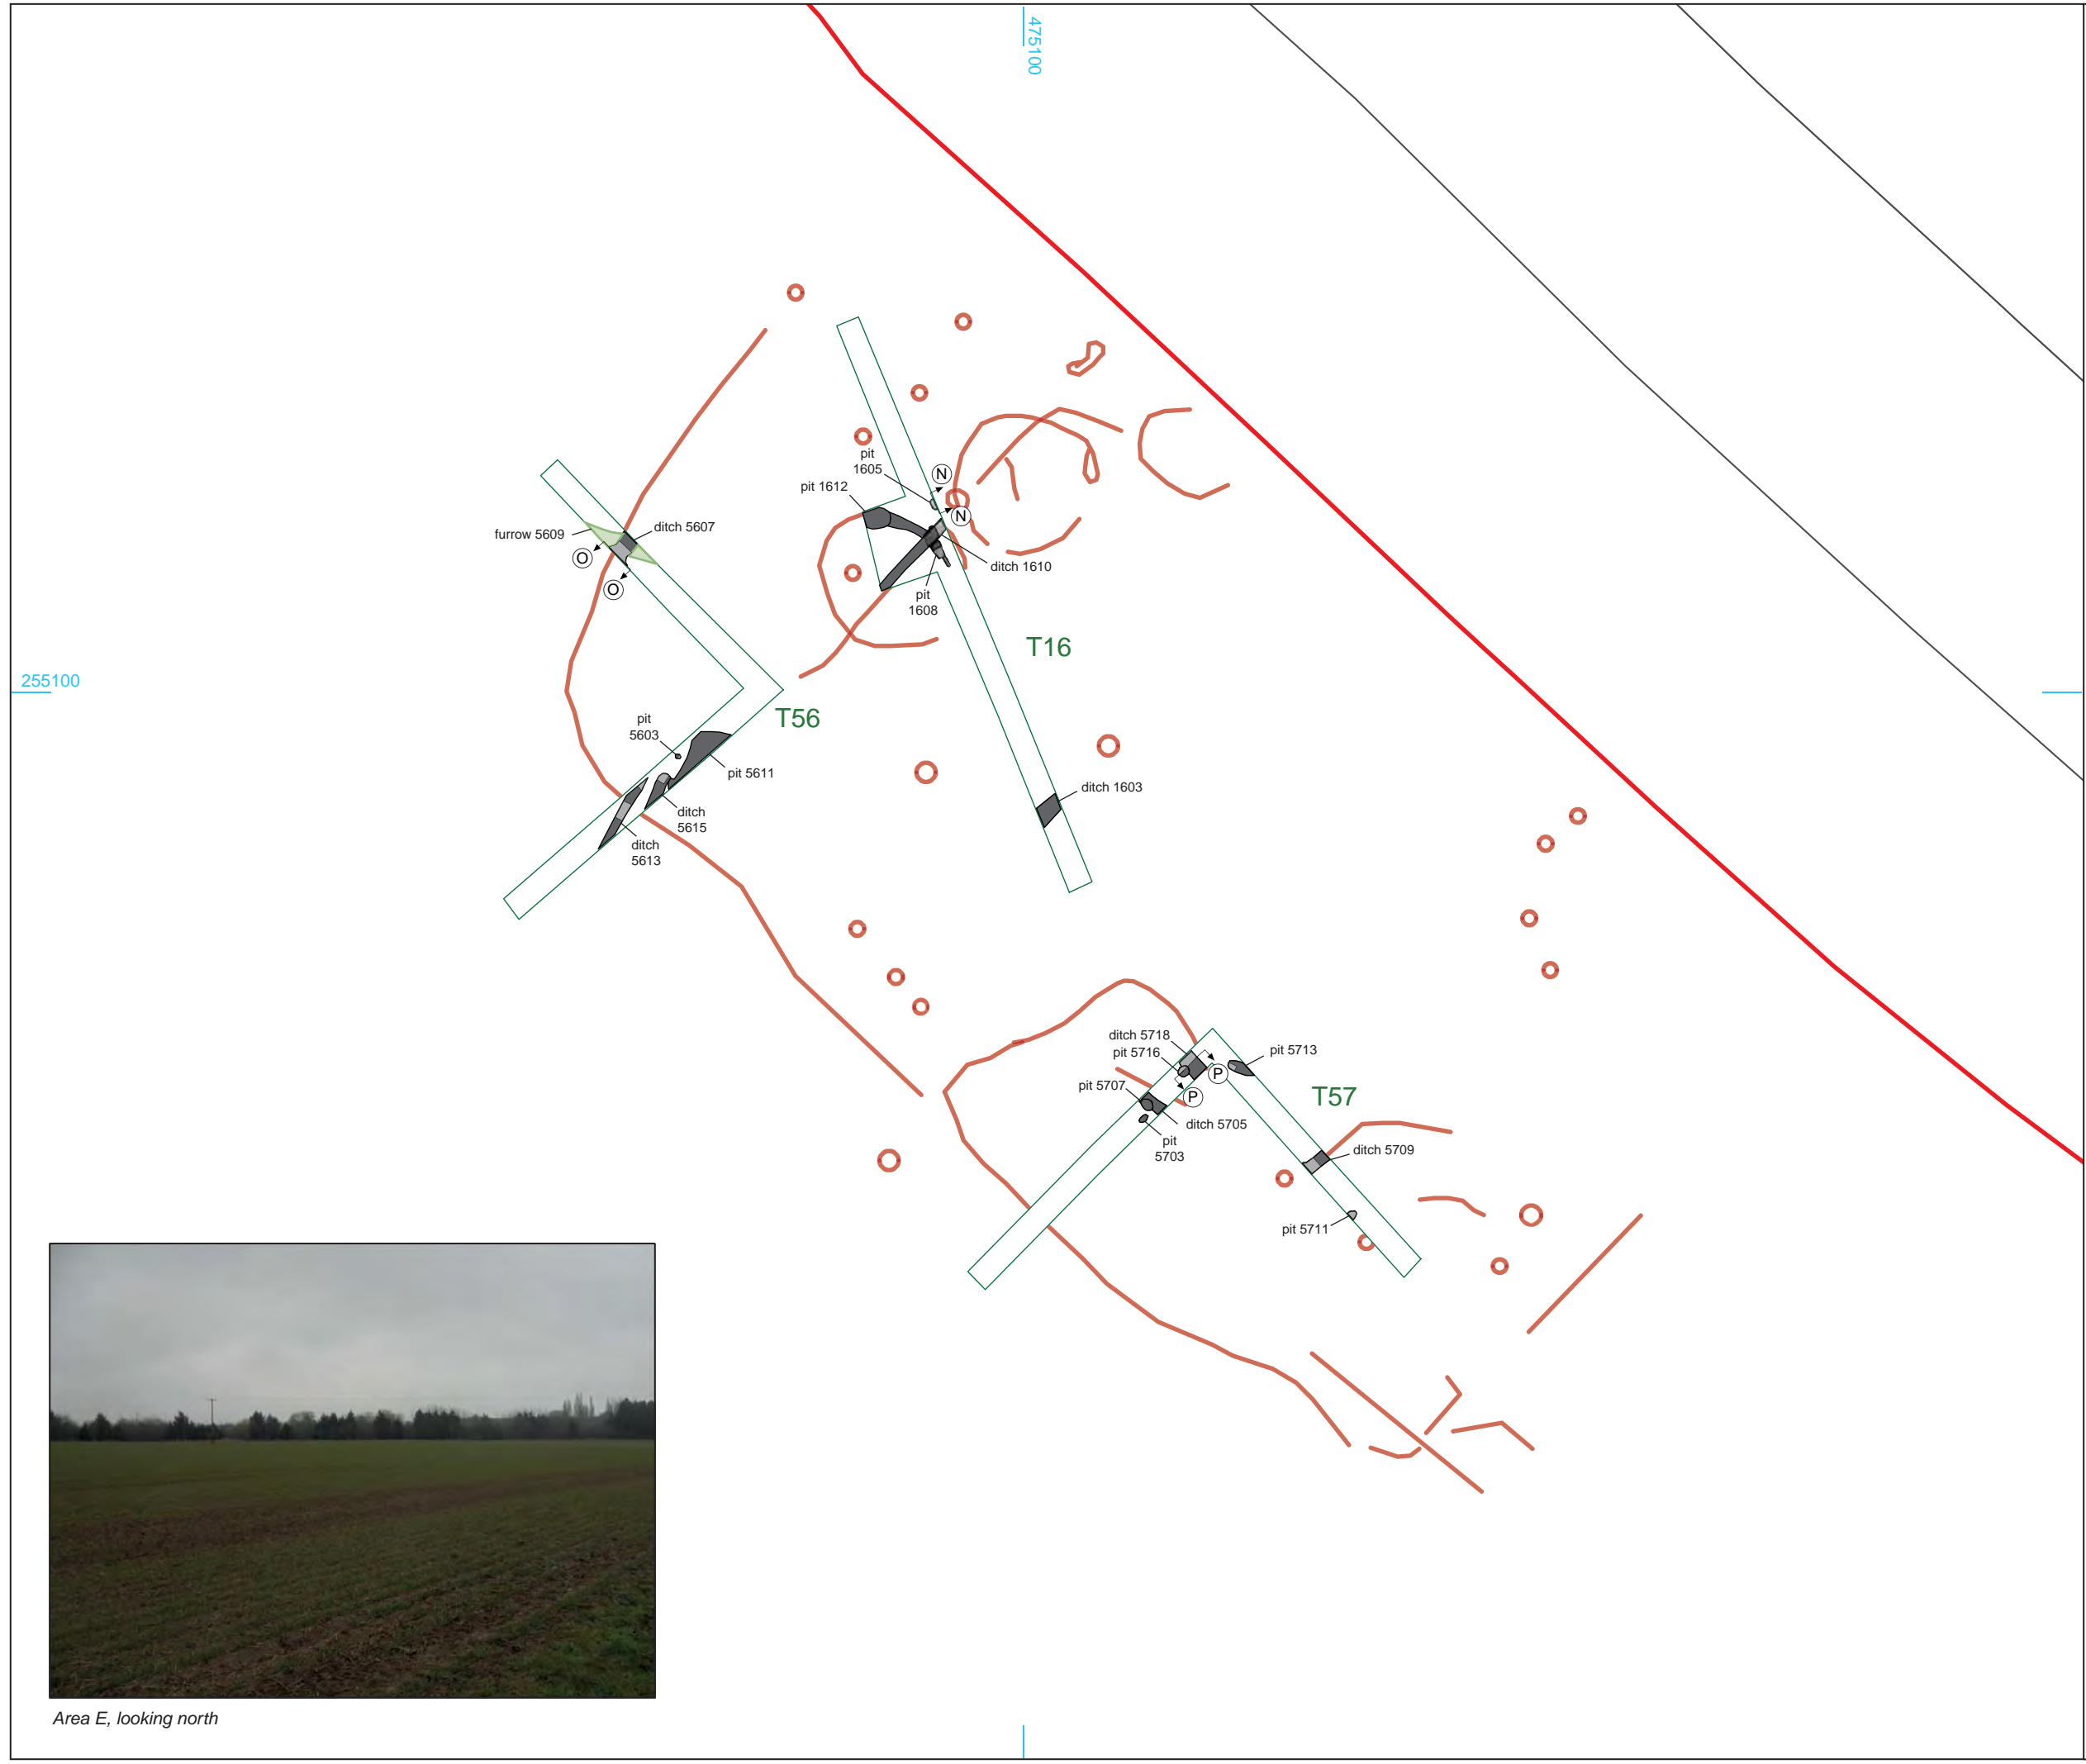 475100
pit
1605
N
pit 1612
N
furrow 5609
ditch 5607
O
O
ditch 1610
pit
1608
T16
255100
T56
pit
5603
pit 5611
ditch 1603
ditch
5615
ditch
5613
ditch 5718
pit 5716
pit 5713
P
pit 5707
P
T57
ditch 5705
pit
5703
ditch 5709
pit 5711
Area E, looking north